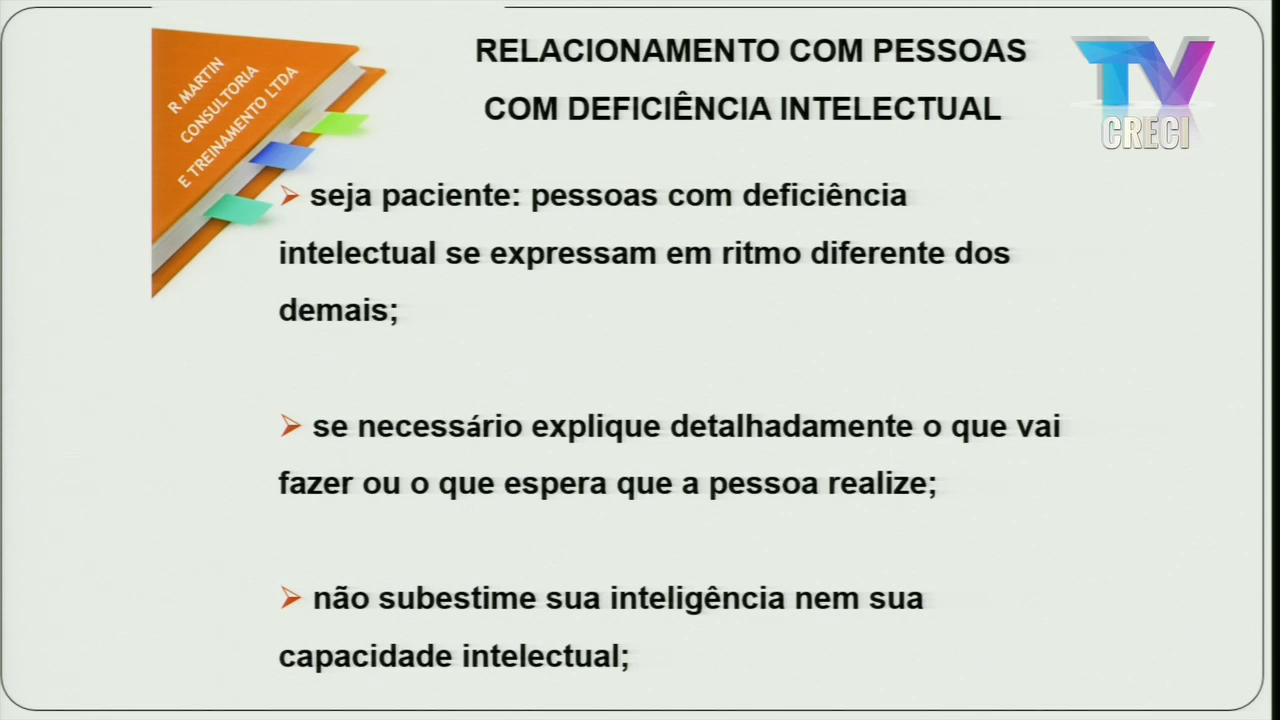 RELACIONAMENTO COM PESSOAS
COM DEFICIÊNCIA INTELECTUAL
TV
CRECI
R MARTIN
CONSULTORIA
E TREINAMENTO LTDA
➢ seja paciente: pessoas com deficiência
intelectual se expressam em ritmo diferente dos
demais;
➢ se necessário explique detalhadamente o que vai
fazer ou o que espera que a pessoa realize;
➢ não subestime sua inteligência nem sua
capacidade intelectual;